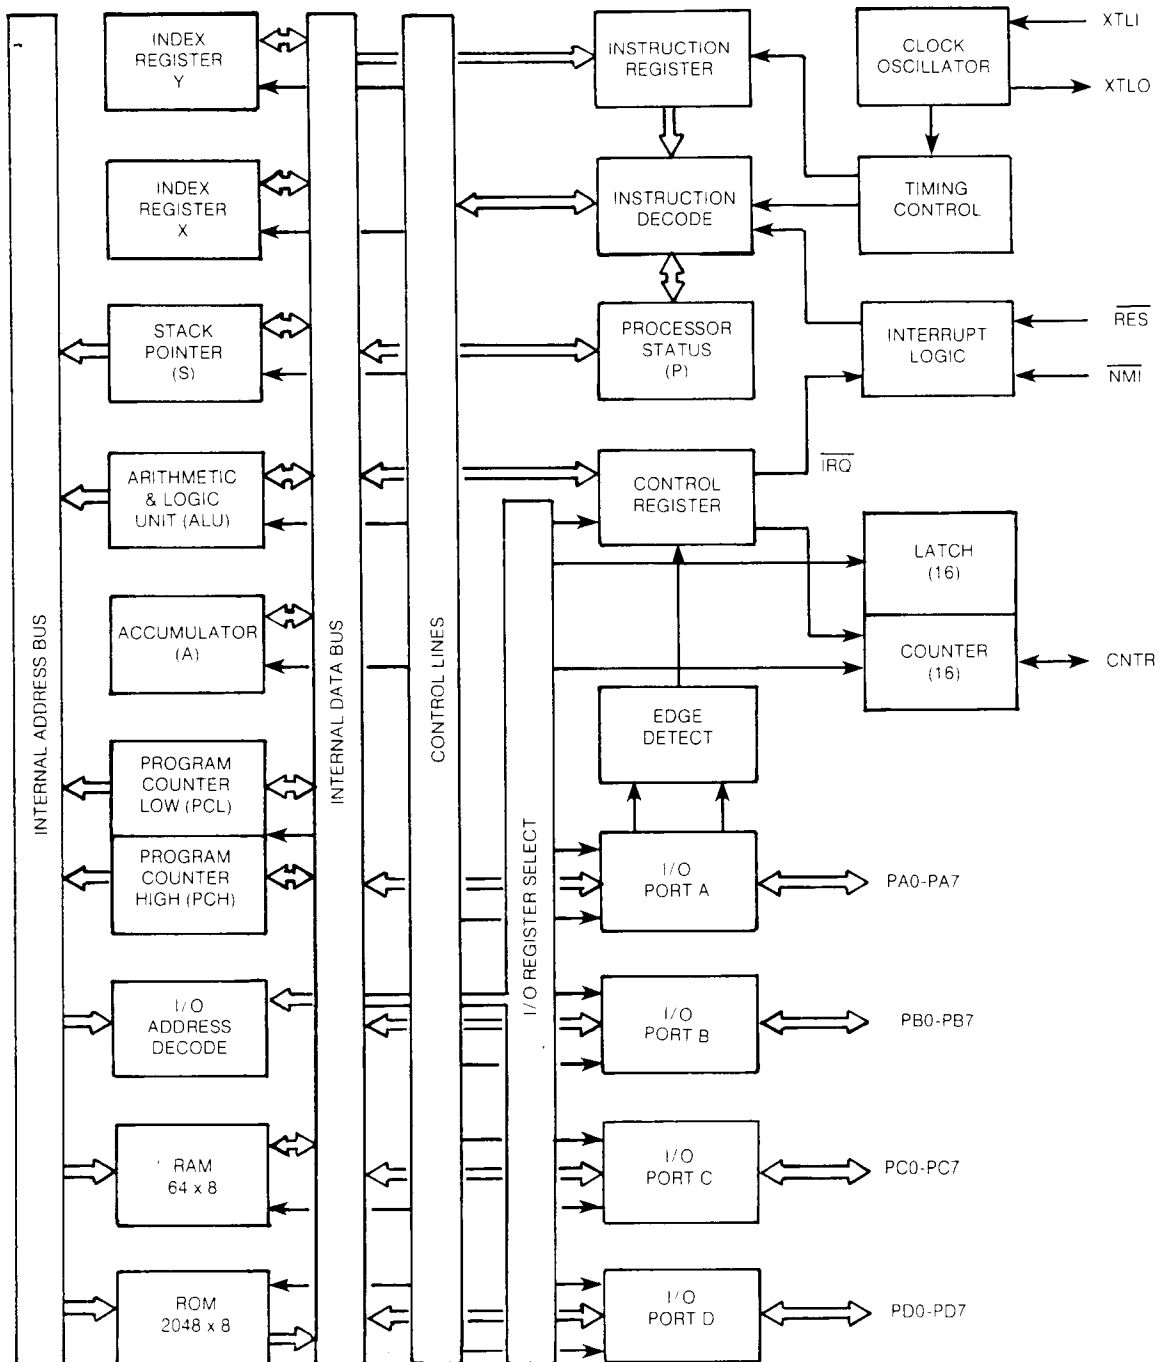 INDEX
REGISTER
Y
INSTRUCTION
REGISTER
CLOCK
OSCILLATOR
XTLI
XTLO
INDEX
REGISTER
X
INSTRUCTION
DECODE
TIMING
CONTROL
STACK
POINTER
(S)
PROCESSOR
STATUS
(P)
INTERRUPT
LOGIC
RES
NMI
ARITHMETIC
& LOGIC
UNIT (ALU)
CONTROL
REGISTER
IRQ
LATCH
(16)
COUNTER
(16)
CNTR
ACCUMULATOR
(A)
EDGE
DETECT
INTERNAL ADDRESS BUS
INTERNAL DATA BUS
CONTROL LINES
I/O REGISTER SELECT
PROGRAM
COUNTER
LOW (PCL)
PROGRAM
COUNTER
HIGH (PCH)
I/O
PORT A
PA0-PA7
I/O
ADDRESS
DECODE
I/O
PORT B
PB0-PB7
RAM
64 x 8
I/O
PORT C
PC0-PC7
ROM
2048 x 8
I/O
PORT D
PD0-PD7